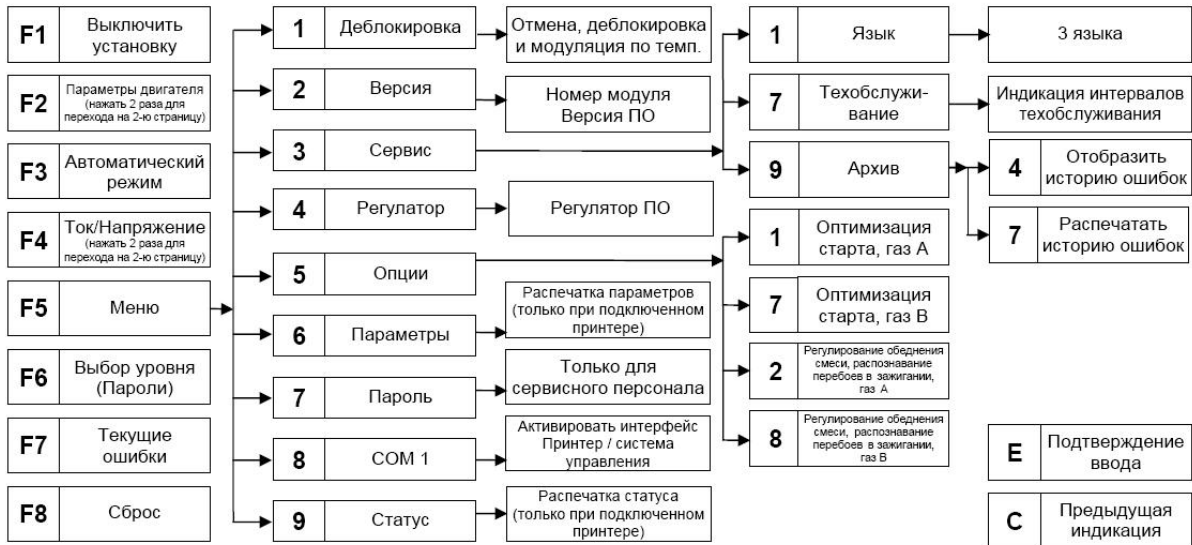 F1
Выключить
установку
F2
Параметры двигателя
(нажать 2 раза для
перехода на 2-ю страницу)
F3
Автоматический
режим
F4
Ток/Напряжение
(нажать 2 раза для
перехода на 2-ю страницу)
F5
Меню
F6
Выбор уровня
(Пароли)
F7
Текущие
ошибки
F8
Сброс
1
Деблокировка
2
Версия
3
Сервис
4
Регулатор
5
Опции
6
Параметры
7
Пароль
8
COM 1
9
Статус
Отмена, деблокировка
и модуляция по темп.
Номер модуля
Версия ПО
Регулятор ПО
Распечатка параметров
(только при подключенном
принтере)
Только для
сервисного персонала
Активировать интерфейс
Принтер / система
управления
Распечатка статуса
(только при подключенном
принтере)
1
Язык
7
Техобслужи-
вание
9
Архив
1
Оптимизация
старта, газ А
7
Оптимизация
старта, газ В
2
Регулирование обеднения
смеси, распознавание
перебоев в зажигании,
газ А
8
Регулирование обеднения
смеси, распознавание
перебоев в зажигании,
газ В
3 языка
Индикация интервалов
техобслуживания
4
Отобразить
историю ошибок
7
Распечатать
историю ошибок
E
Подтверждение
ввода
C
Предыдущая
индикация